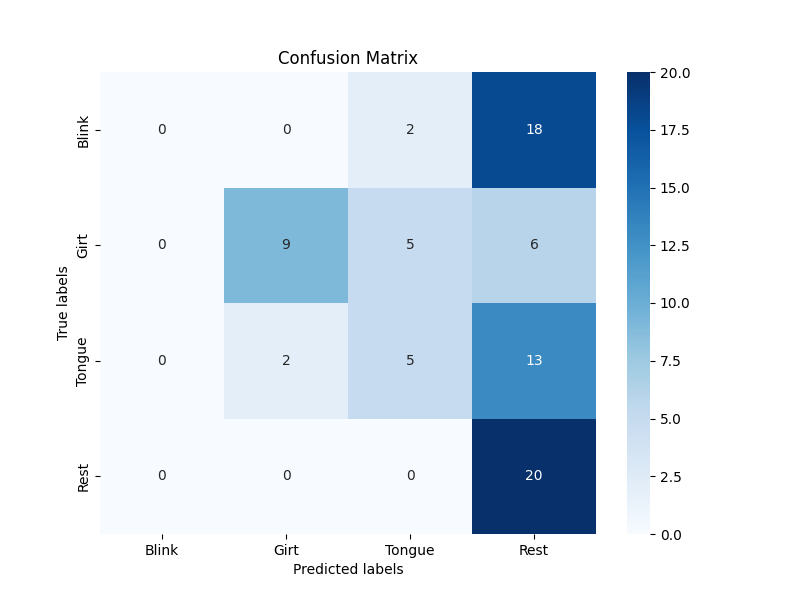 Confusion Matrix
True labels
Blink 0 0 2 18
Girt 0 9 5 6
Tongue 0 2 5 13
Rest 0 0 0 20
Blink Girt Tongue Rest
Predicted labels
20.0
17.5
15.0
12.5
10.0
7.5
5.0
2.5
0.0